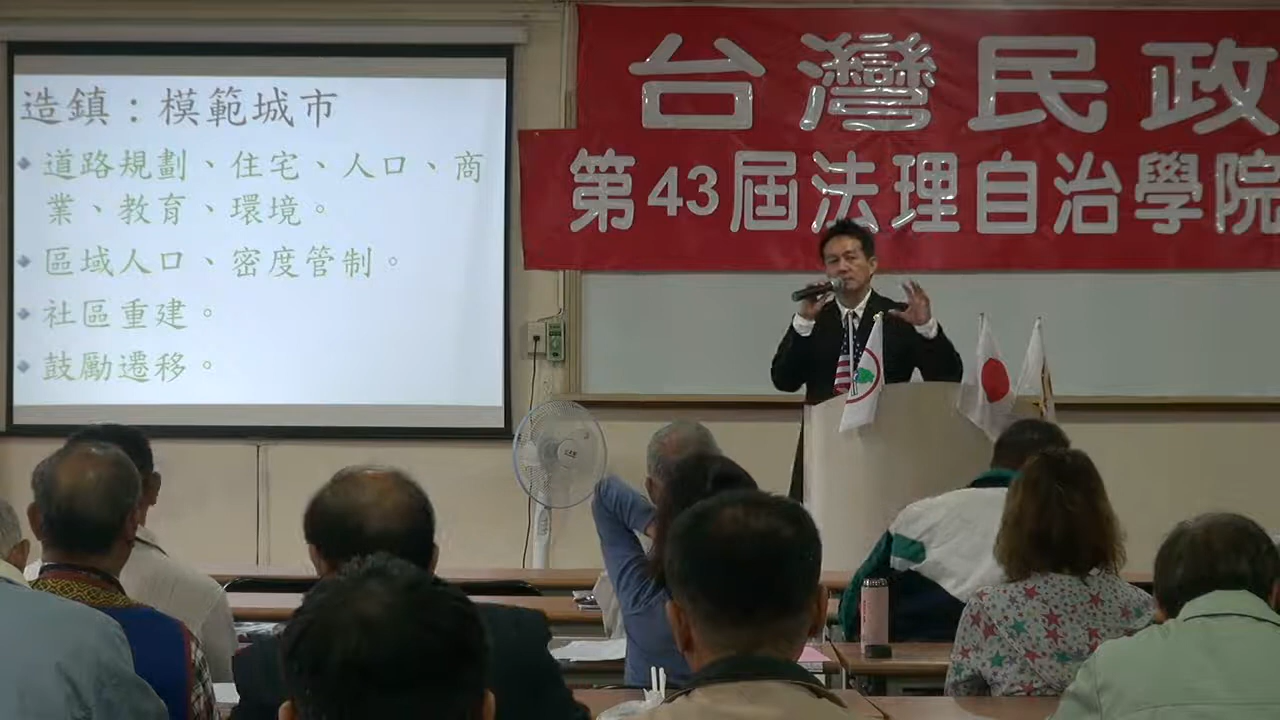 造鎮：模範城市
道路規劃、住宅、人口、商
業、教育、環境。
區域人口、密度管制。
社區重建。
鼓勵遷移。
台灣民政
第43屆法理自治學院